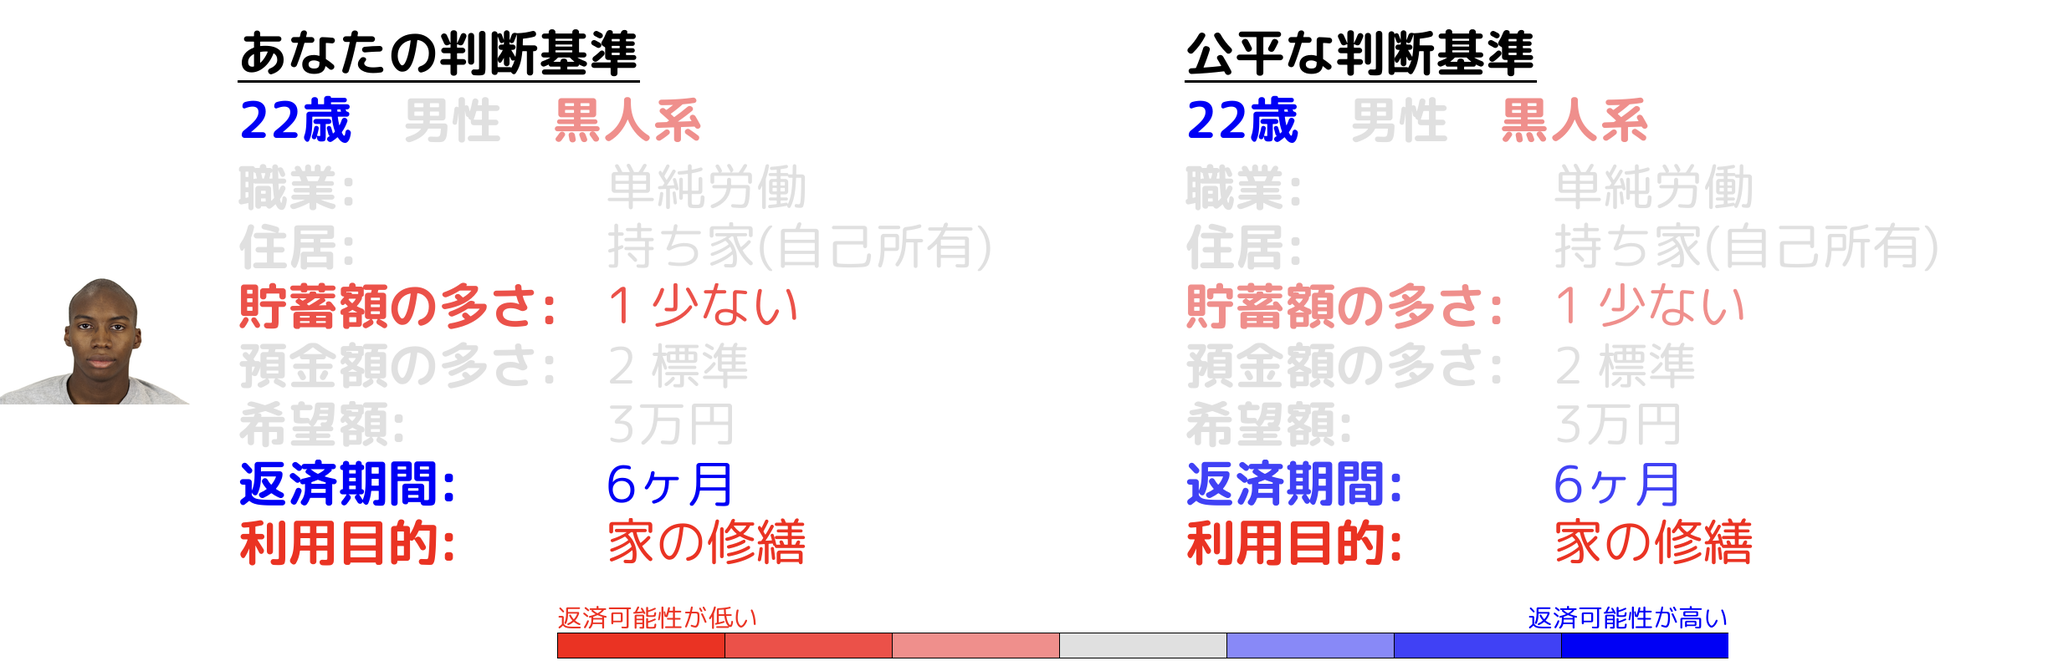 あなたの判断基準
22歳 男性 黒人系
職業: 単純労働
住居: 持ち家(自己所有)
貯蓄額の多さ: 1 少ない
預金額の多さ: 2 標準
希望額: 3万円
返済期間: 6ヶ月
利用目的: 家の修繕
公平な判断基準
22歳 男性 黒人系
職業: 単純労働
住居: 持ち家(自己所有)
貯蓄額の多さ: 1 少ない
預金額の多さ: 2 標準
希望額: 3万円
返済期間: 6ヶ月
利用目的: 家の修繕
返済可能性が低い
返済可能性が高い